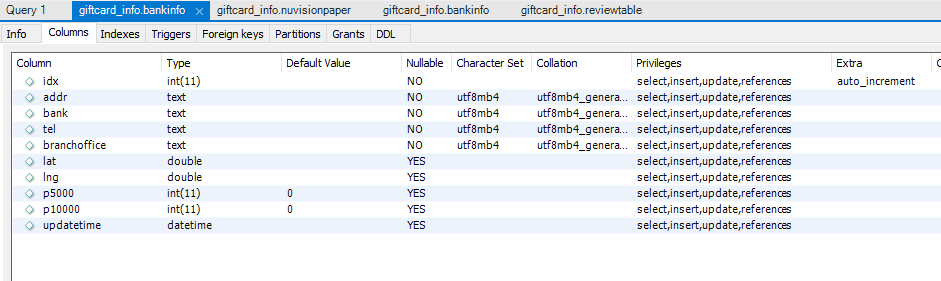 Query 1 giftcard_info.bankinfo × giftcard_info.nuvisionpaper giftcard_info.bankinfo giftcard_info.reviewtable
Info Columns Indexes Triggers Foreign keys Partitions Grants DDL
Column Type Default Value Nullable Character Set Collation Privileges Extra C
idx int(11) NO select,insert,update,references auto_increment
addr text NO utf8mb4 utf8mb4_genera... select,insert,update,references
bank text NO utf8mb4 utf8mb4_genera... select,insert,update,references
tel text NO utf8mb4 utf8mb4_genera... select,insert,update,references
branchoffice text NO utf8mb4 utf8mb4_genera... select,insert,update,references
lat double YES select,insert,update,references
lng double YES select,insert,update,references
p5000 int(11) 0 YES select,insert,update,references
p10000 int(11) 0 YES select,insert,update,references
updatetime datetime YES select,insert,update,references